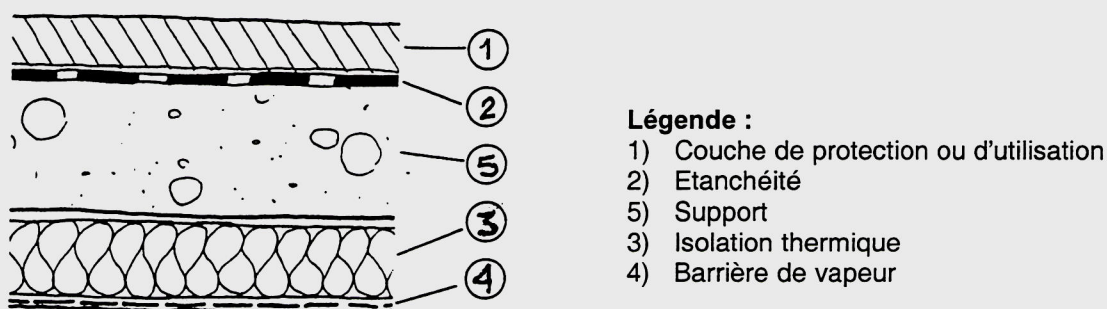 1
2
5
3
4
Légende :
1) Couche de protection ou d'utilisation
2) Etanchéité
5) Support
3) Isolation thermique
4) Barrière de vapeur